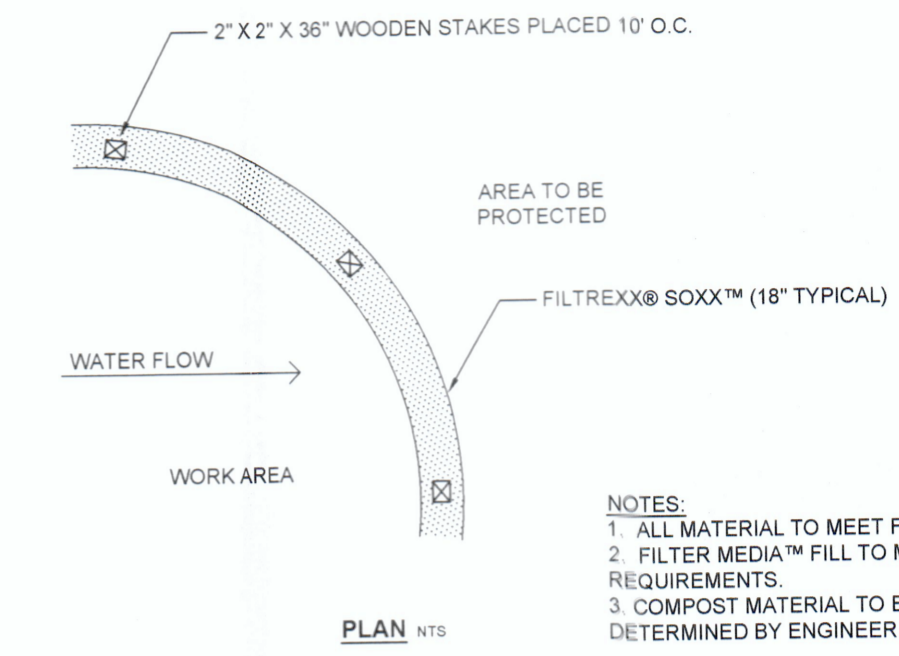 2" X 2" X 36" WOODEN STAKES PLACED 10' O.C.
AREA TO BE
PROTECTED
FILTREXX® SOXX™ (18" TYPICAL)
WATER FLOW
WORK AREA
NOTES:
1. ALL MATERIAL TO MEET
2. FILTER MEDIA™ FILL TO
REQUIREMENTS.
3. COMPOST MATERIAL TO
DETERMINED BY ENGINEER
PLAN NTS